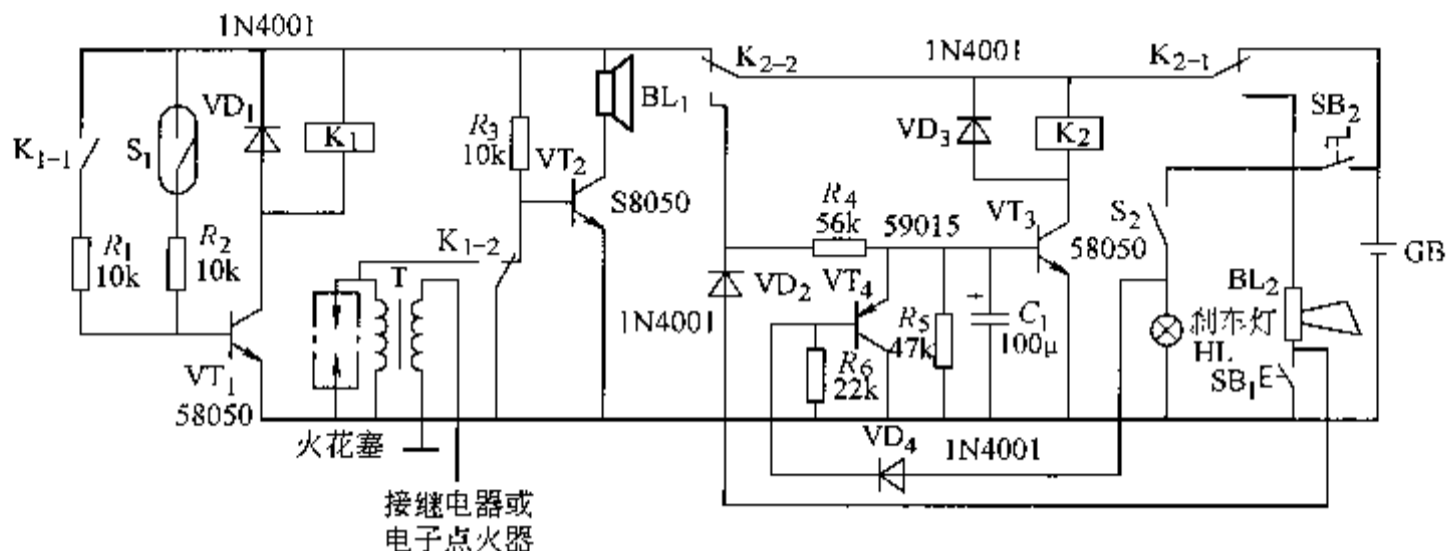 1N4001
K1-1
S1
VD1
K1
R1
10k
R2
10k
VT1
58050
火花塞
T
K1-2
接继电器或
电子点火器
R3
10k
VT2
S8050
BL1
K2-2
1N4001
K2-1
VD3
K2
SB2
R4
56k
59015
VT3
58050
S2
GB
VD2
1N4001
VT4
R5
47k
+
C1
100μ
R6
22k
BL2
刹车灯
HL
SB1
VD4
1N4001